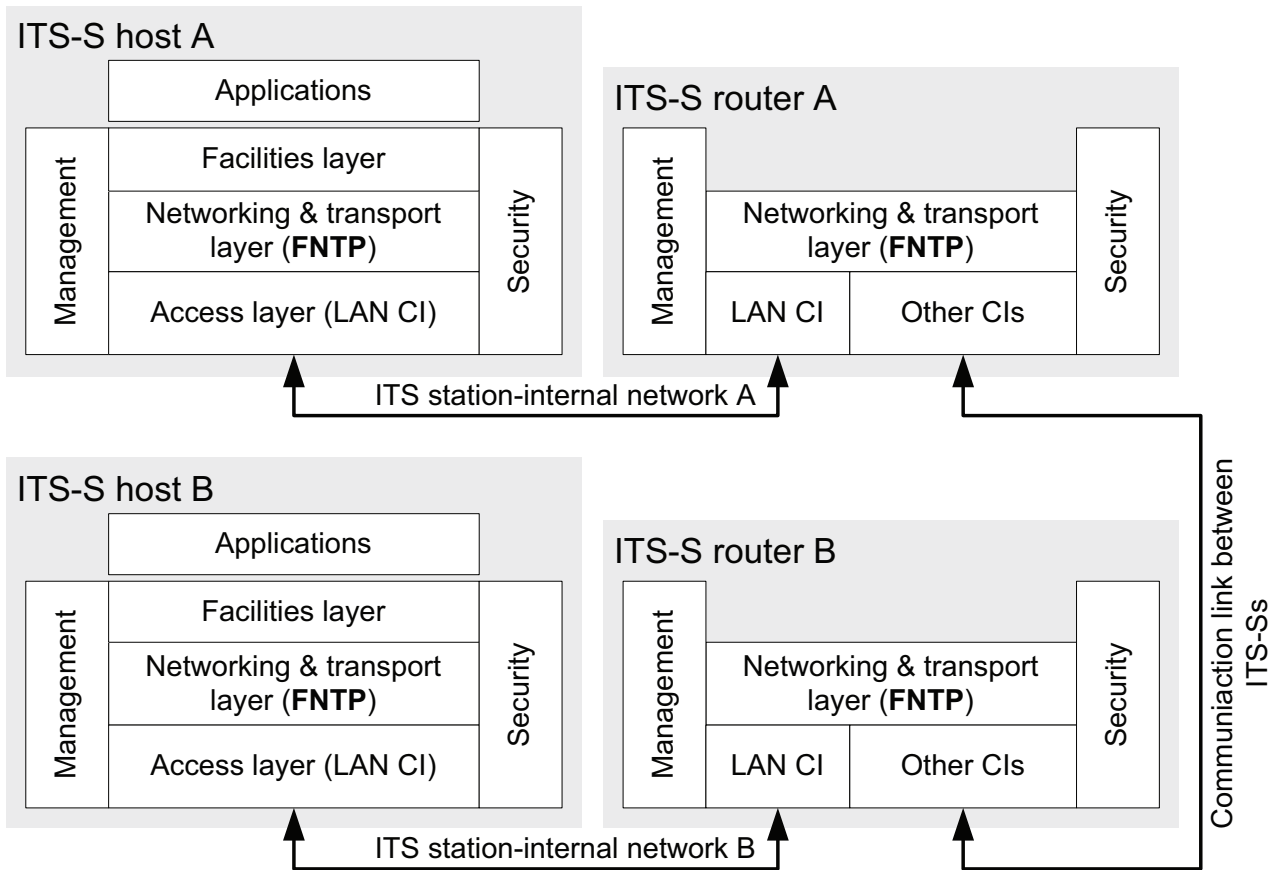 ITS-S host A
Applications
Management
Facilities layer
Networking & transport
layer (FNTP)
Access layer (LAN CI)
Security
ITS-S router A
Management
Networking & transport
layer (FNTP)
LAN CI
Other CIs
Security
ITS station-internal network A
ITS-S host B
Applications
Management
Facilities layer
Networking & transport
layer (FNTP)
Access layer (LAN CI)
Security
ITS-S router B
Management
Networking & transport
layer (FNTP)
LAN CI
Other CIs
Security
ITS station-internal network B
Communiaction link between
ITS-Ss